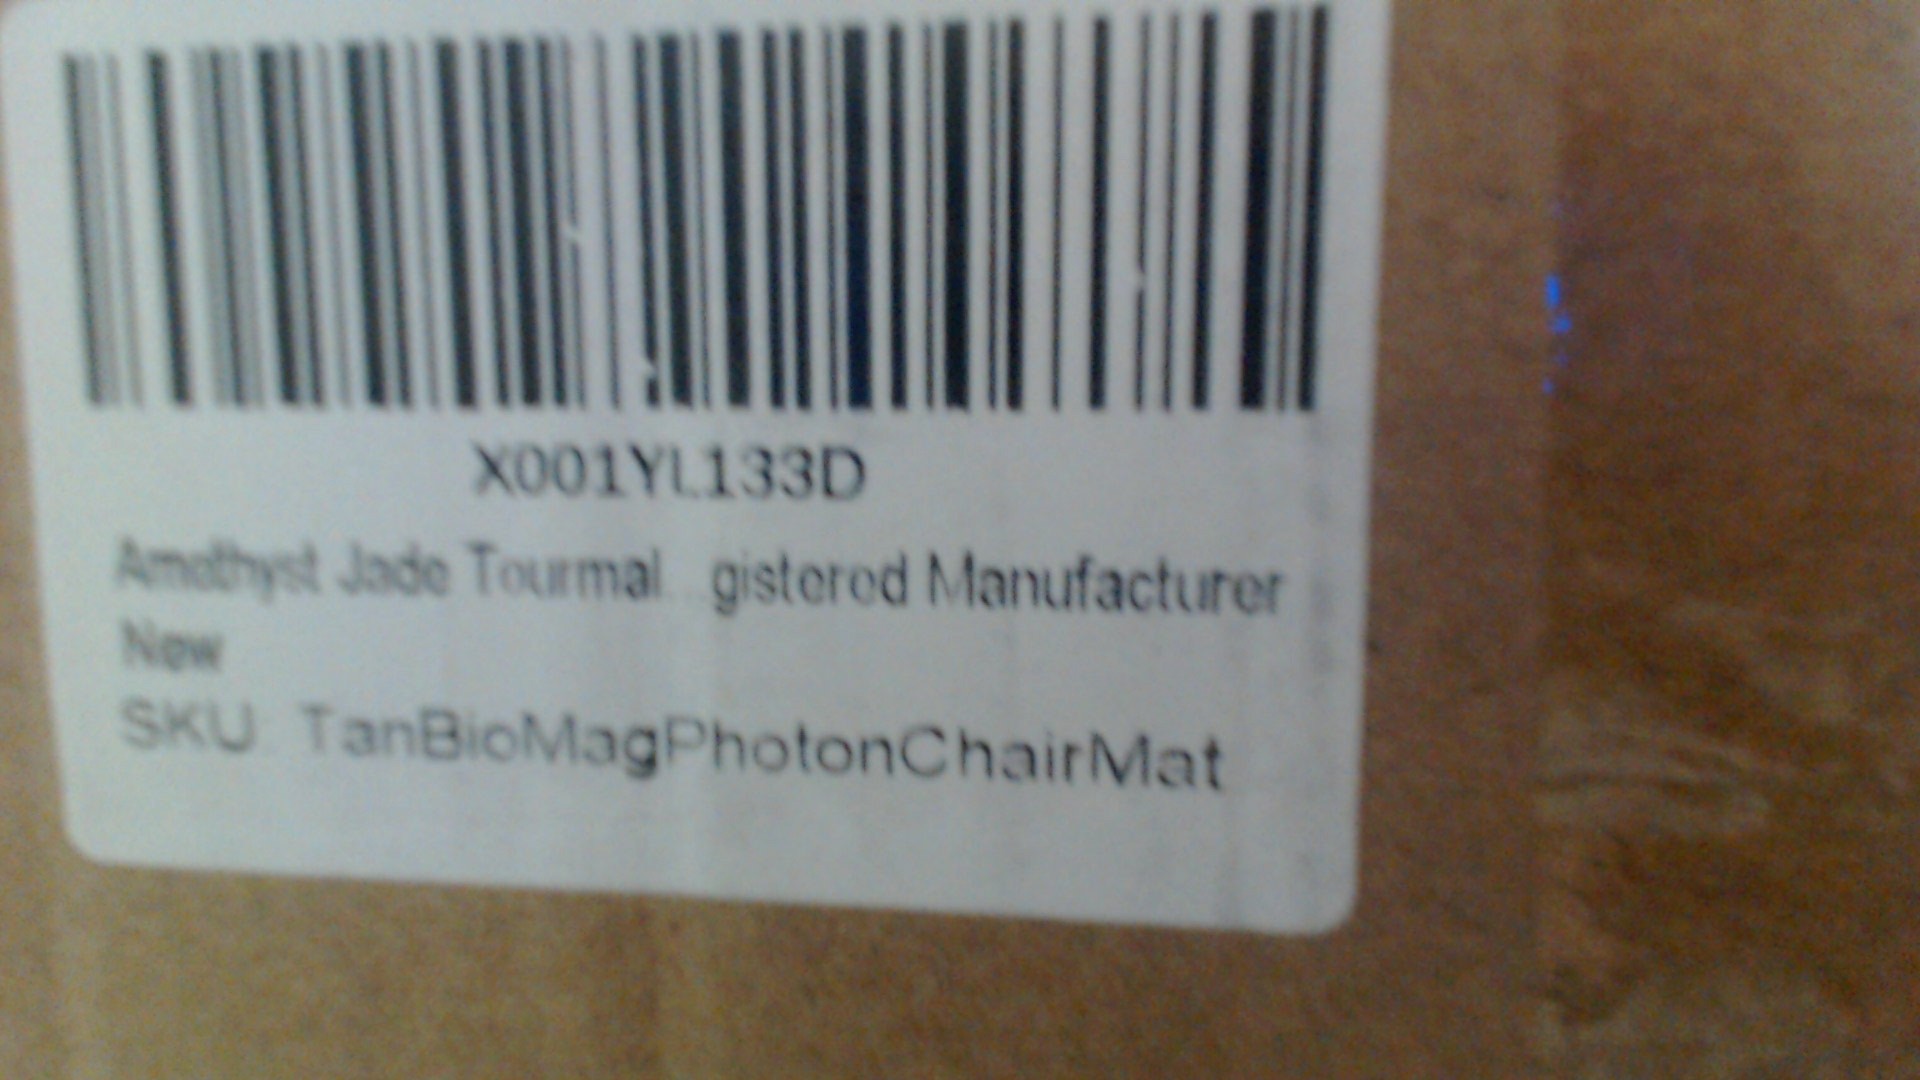 X001YL133D
Amethyst Jade Tourmal...gistered Manufacturer
New
SKU: TanBioMagPhotonChairMat